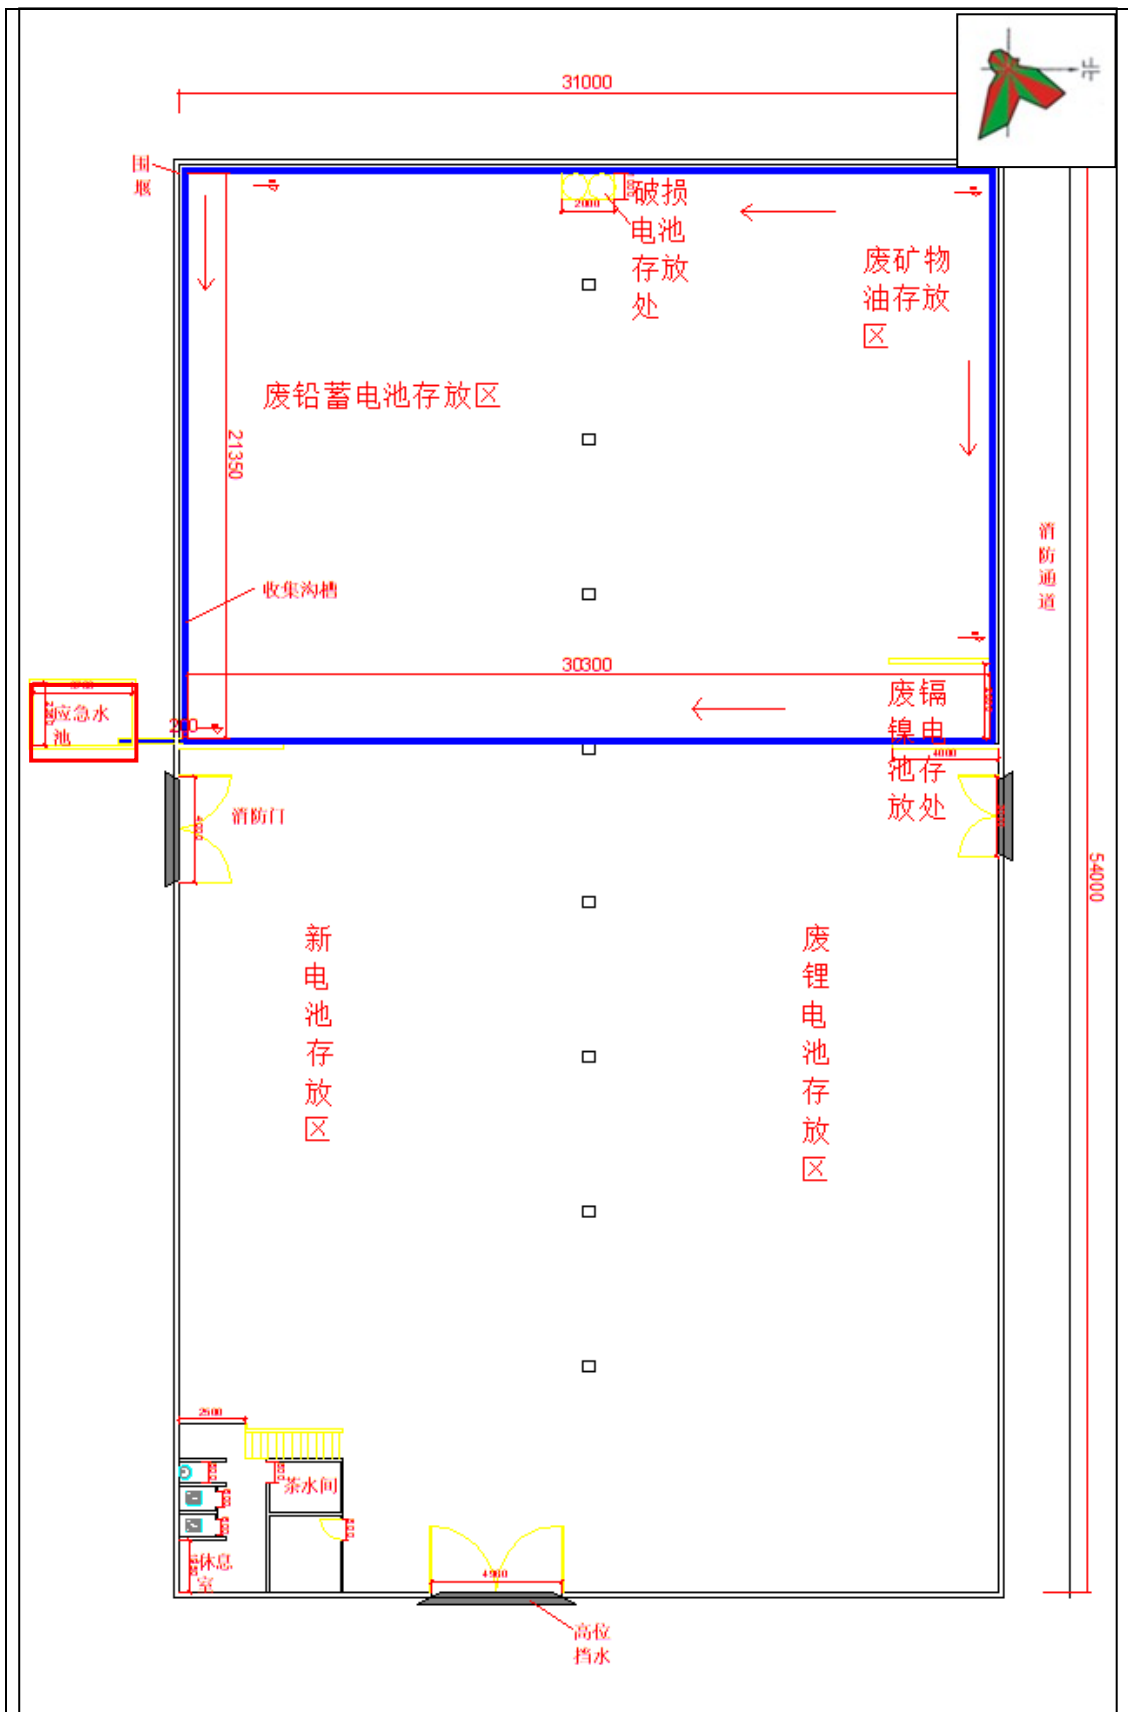 31000
北
围
堰
2000
破损
电池
存放
处
废矿物
油存放
区
废铅蓄电池存放区
21350
收集沟槽
消
防
通
道
30300
应急水
池
废镉
镍电
池存
放处
4000
消防门
4000
54000
新
电
池
存
放
区
废
锂
电
池
存
放
区
2500
茶水间
休息
室
4900
高位
挡水